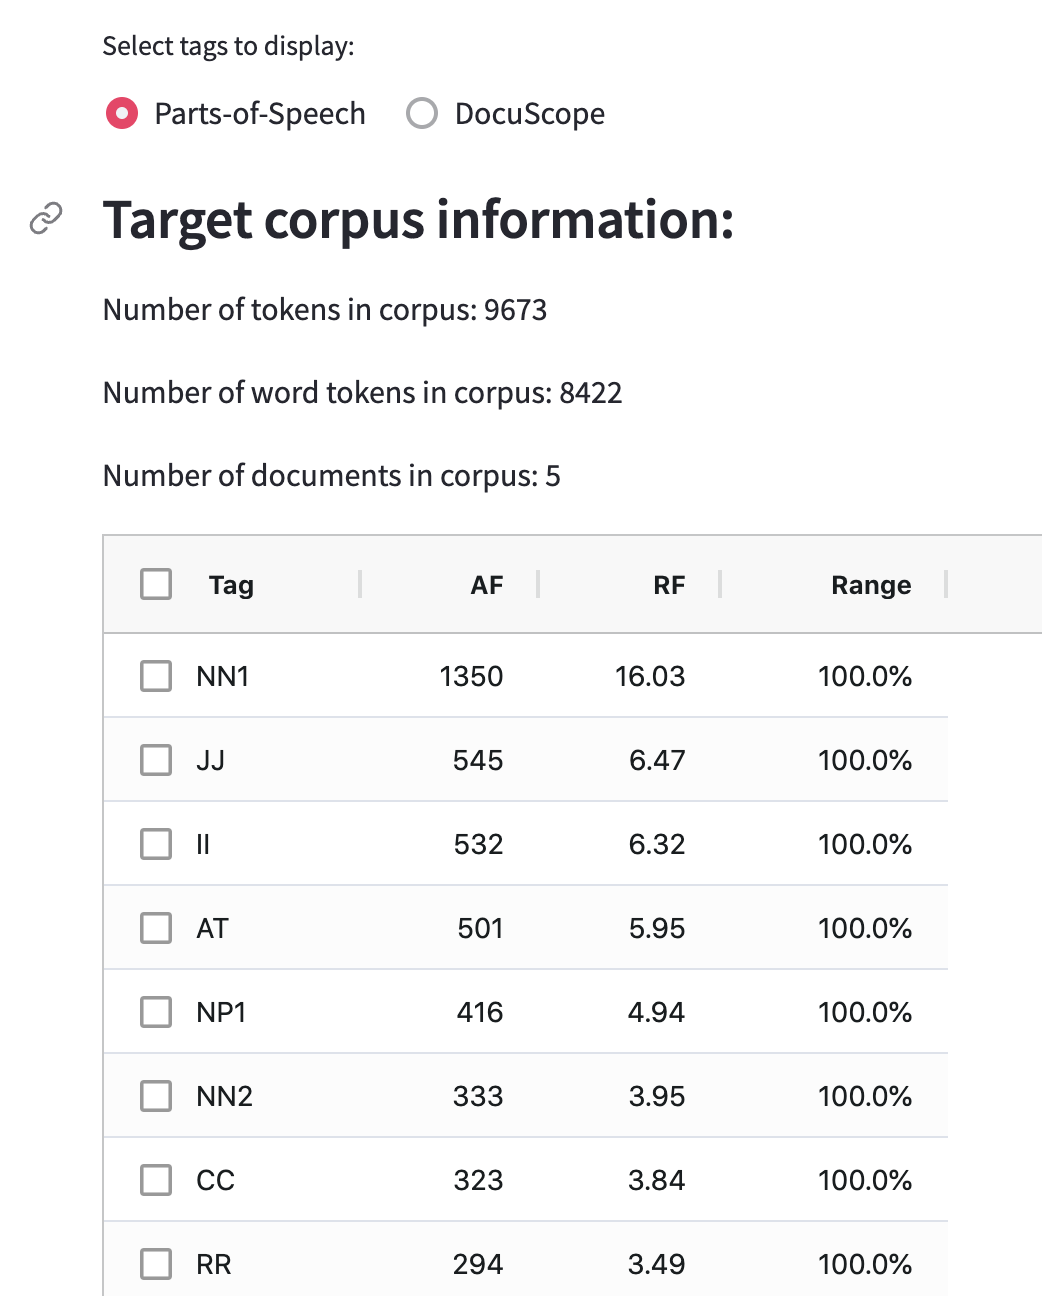 Select tags to display:
Parts-of-Speech DocuScope
Target corpus information:
Number of tokens in corpus: 9673
Number of word tokens in corpus: 8422
Number of documents in corpus: 5
Tag AF RF Range
NN1 1350 16.03 100.0%
JJ 545 6.47 100.0%
II 532 6.32 100.0%
AT 501 5.95 100.0%
NP1 416 4.94 100.0%
NN2 333 3.95 100.0%
CC 323 3.84 100.0%
RR 294 3.49 100.0%